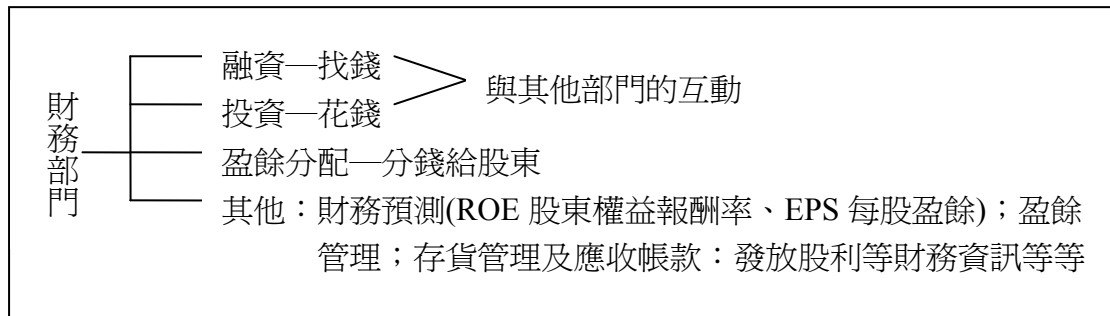 財務部門
融資—找錢
投資—花錢
與其他部門的互動
盈餘分配—分錢給股東
其他：財務預測(ROE 股東權益報酬率、EPS 每股盈餘)；盈餘
管理；存貨管理及應收帳款：發放股利等財務資訊等等